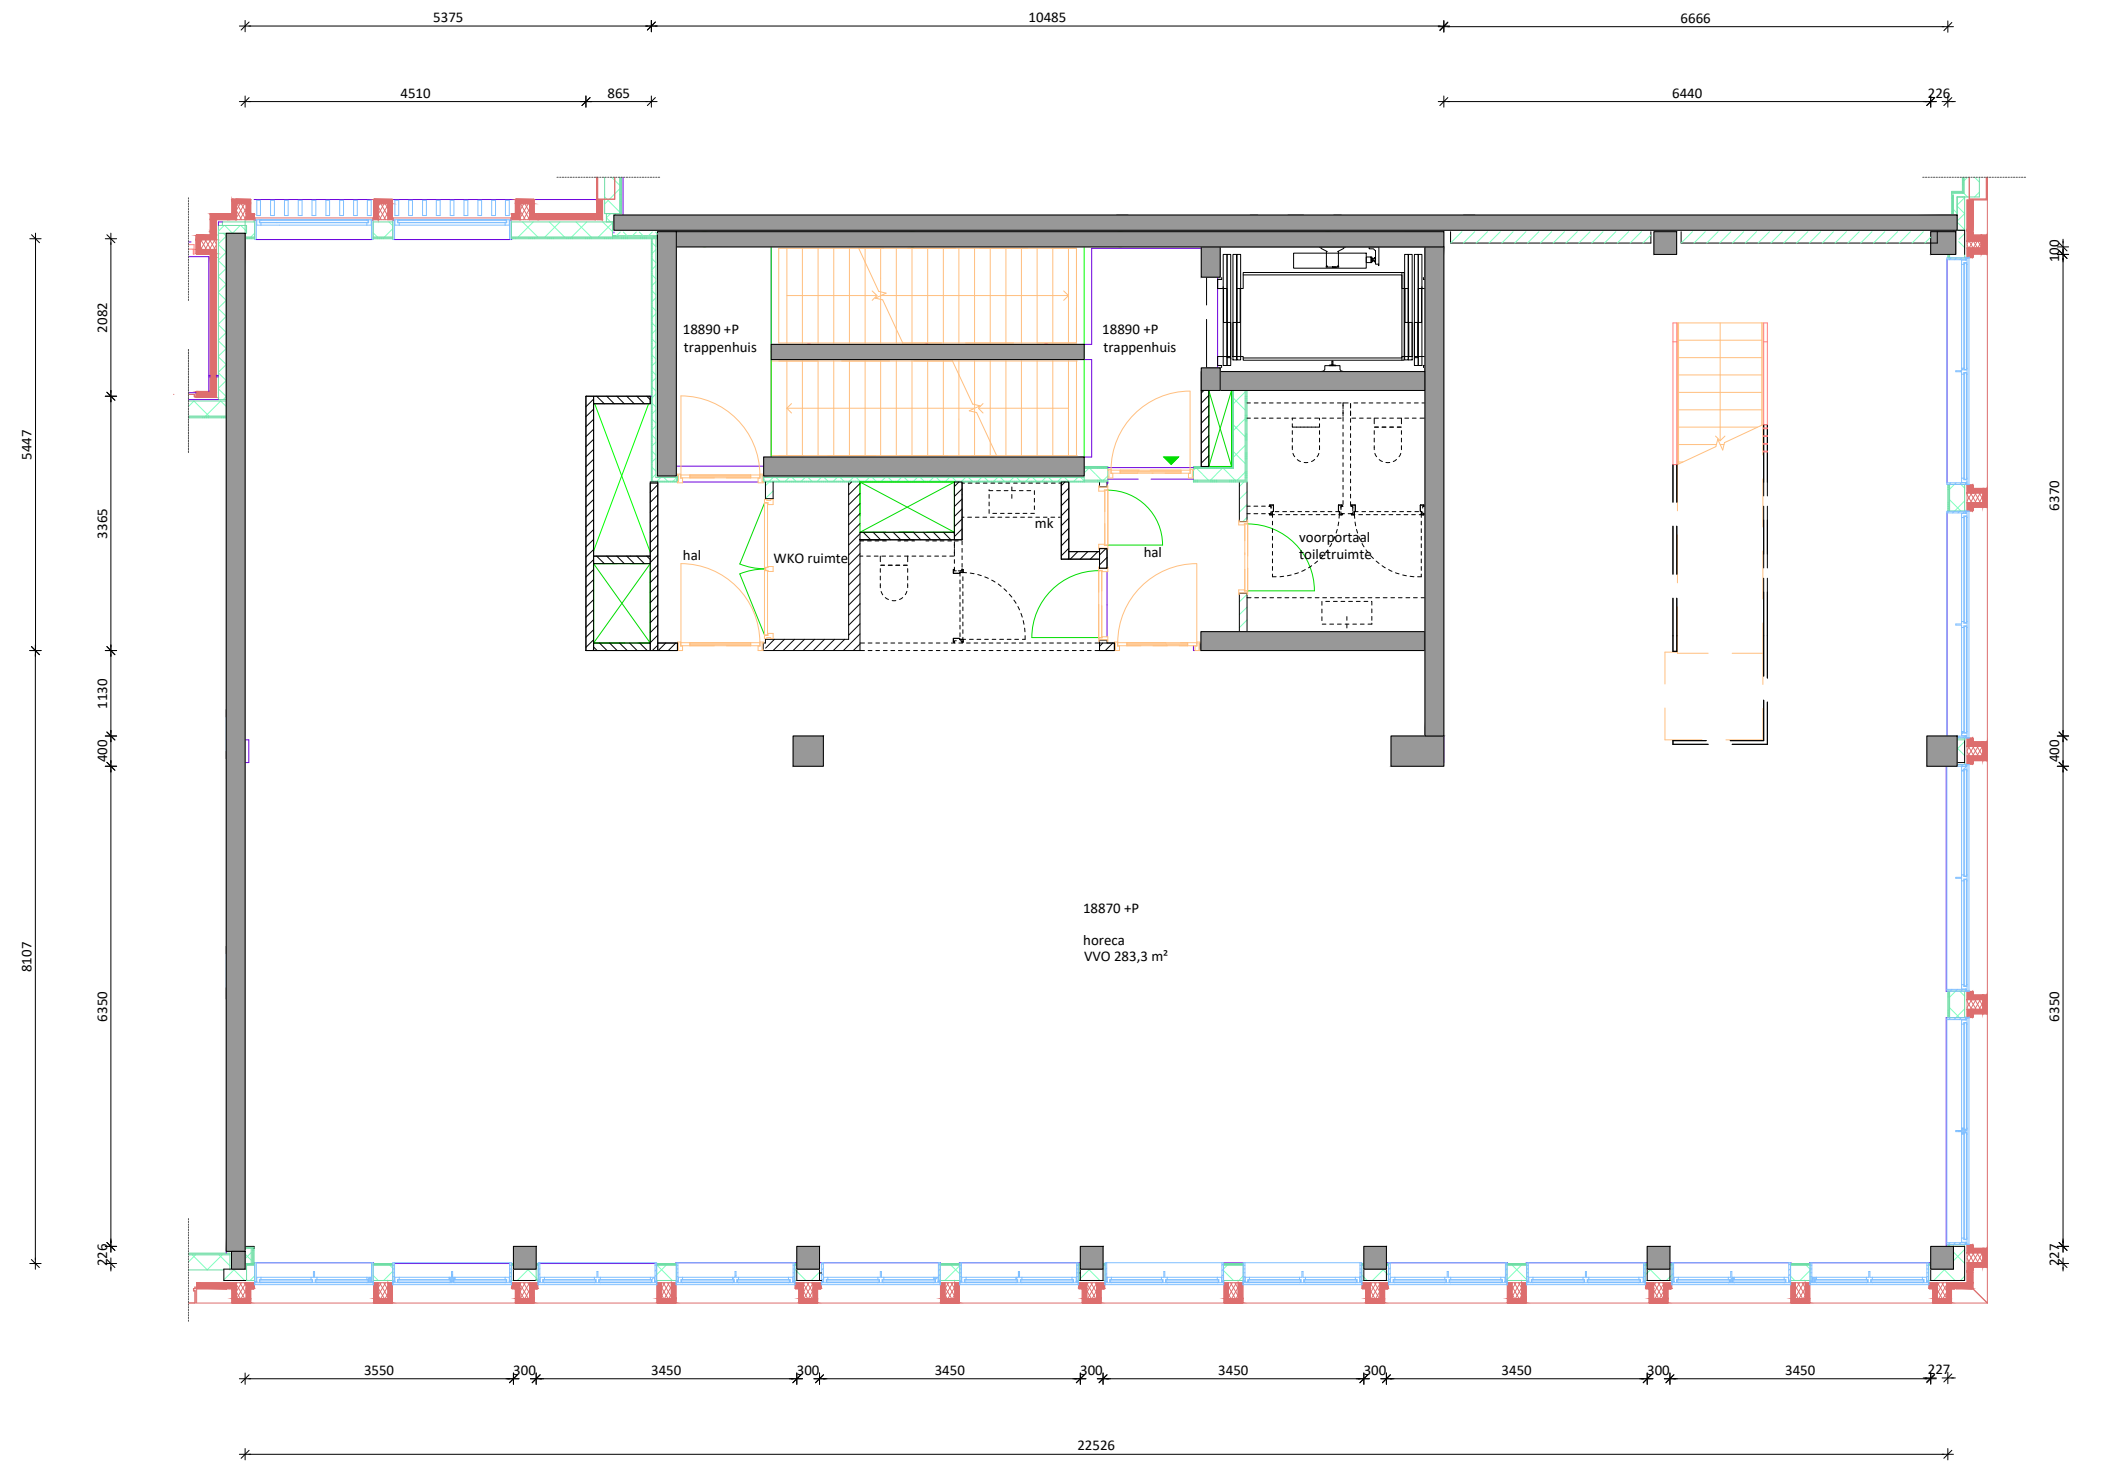 5375
10485
6666
4510
865
6440
226
100
2082
18890 +P
trappenhuis
18890 +P
trappenhuis
5447
3365
6370
mk
hal
WKO ruimte
hal
voorportaal
toiletruimte
1130
400
400
18870 +P
horeca
VVO 283,3 m²
8107
6350
6350
226
227
3550
300
3450
300
3450
300
3450
300
3450
300
3450
227
22526